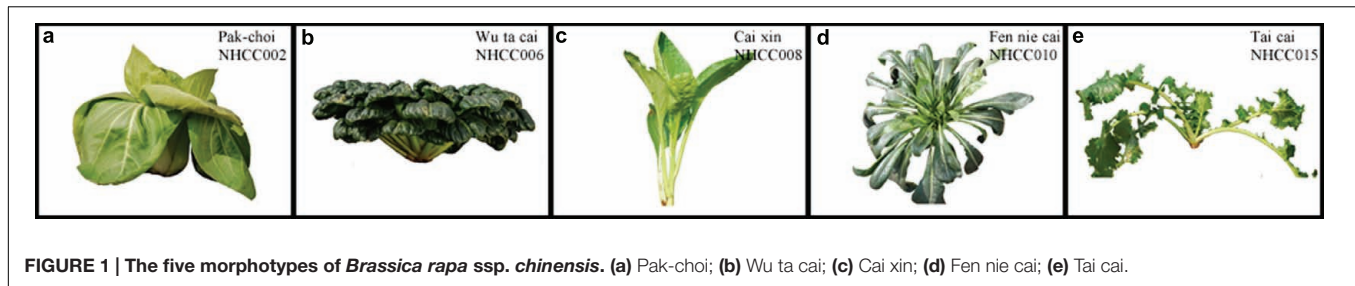 a
Pak-choi
NHCC002
b
Wu ta cai
NHCC006
c
Cai xin
NHCC008
d
Fen nie cai
NHCC010
e
Tai cai
NHCC015
FIGURE 1 | The five morphotypes of Brassica rapa ssp. chinensis. (a) Pak-choi; (b) Wu ta cai; (c) Cai xin; (d) Fen nie cai; (e) Tai cai.